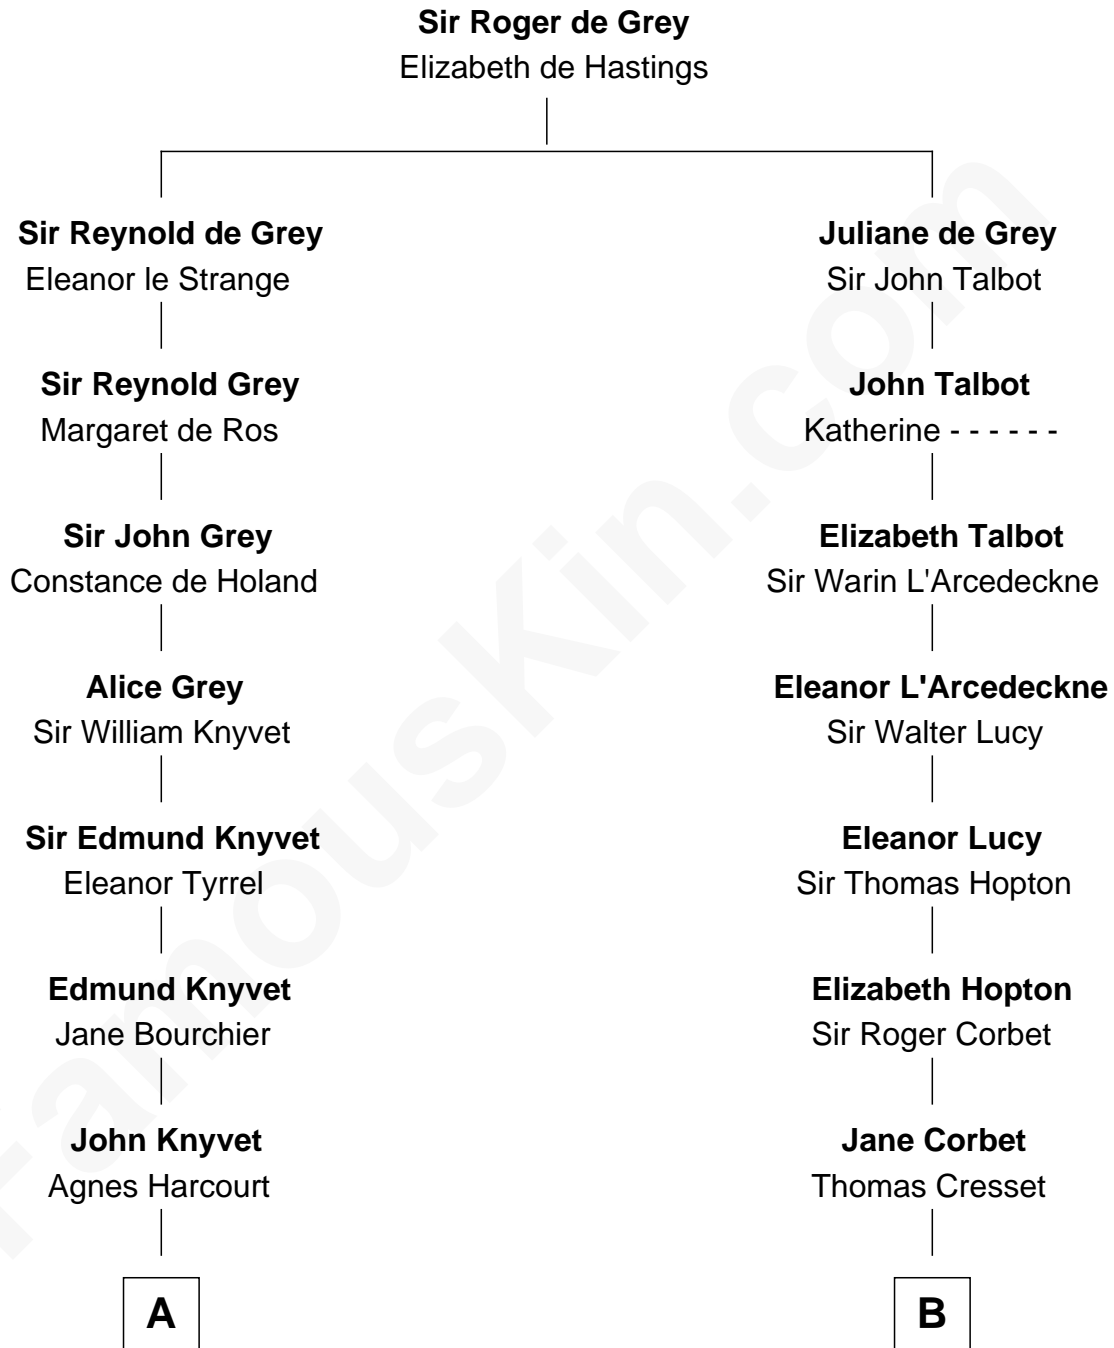 Sir Roger de Grey
Elizabeth de Hastings
Sir Reynold de Grey
Eleanor le Strange
Juliane de Grey
Sir John Talbot
Sir Reynold Grey
Margaret de Ros
John Talbot
Katherine - - - - - -
Sir John Grey
Constance de Holand
Elizabeth Talbot
Sir Warin L'Arcedeckne
Alice Grey
Sir William Knyvet
Eleanor L'Arcedeckne
Sir Walter Lucy
Sir Edmund Knyvet
Eleanor Tyrrel
Eleanor Lucy
Sir Thomas Hopton
Edmund Knyvet
Jane Bourchier
Elizabeth Hopton
Sir Roger Corbet
John Knyvet
Agnes Harcourt
Jane Corbet
Thomas Cresset
A
B
FamousKin.com